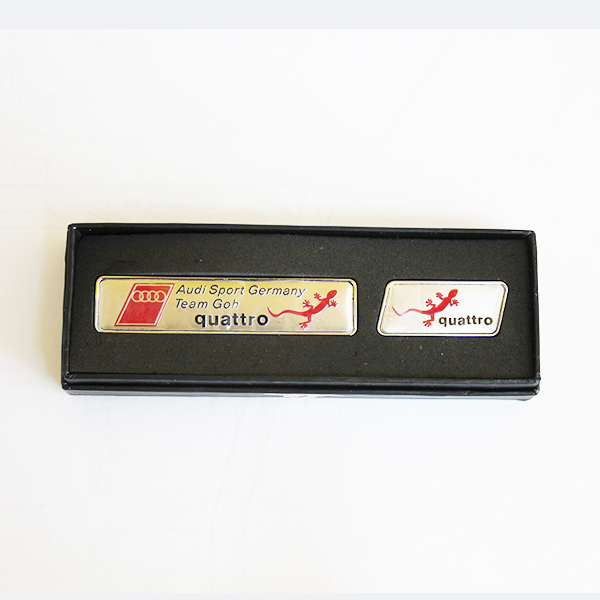 Audi Sport Germany
Team Goh
quattro
quattro